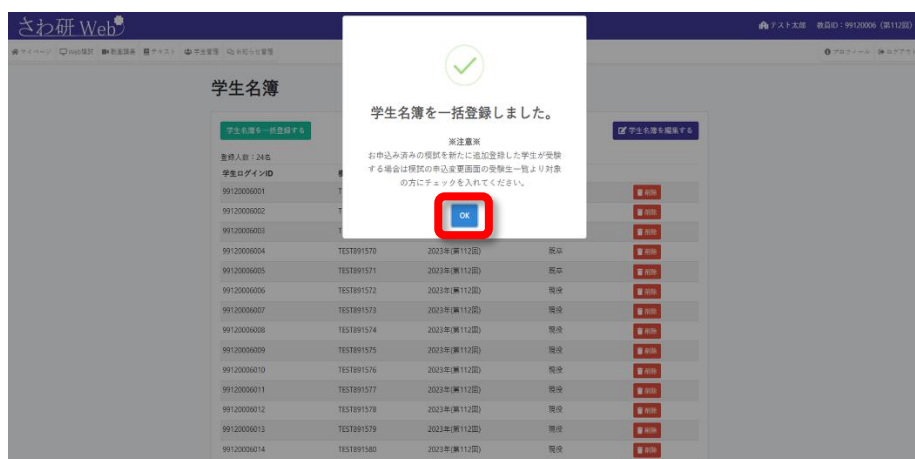 さわ研 Web
テスト太郎 教員ID:99120006 (第112回)
マイページ Web模試 動画講義 テキスト 学生管理 お知らせ管理
プロフィール
学生名簿
学生名簿を一括登録しました。
※注意※
お申込み済みの模試を新たに追加登録した学生が受験
する場合は模試の申込変更画面の受験生一覧より対象
の方にチェックを入れてください。
OK
学生名簿を一括登録する
学生名簿を編集する
登録人数:24名
学生ログインID
99120006001 削除
99120006002 削除
99120006003 削除
99120006004 TEST891570 2023年(第112回) 既卒 削除
99120006005 TEST891571 2023年(第112回) 既卒 削除
99120006006 TEST891572 2023年(第112回) 現役 削除
99120006007 TEST891573 2023年(第112回) 現役 削除
99120006008 TEST891574 2023年(第112回) 現役 削除
99120006009 TEST891575 2023年(第112回) 現役 削除
99120006010 TEST891576 2023年(第112回) 現役 削除
99120006011 TEST891577 2023年(第112回) 現役 削除
99120006012 TEST891578 2023年(第112回) 現役 削除
99120006013 TEST891579 2023年(第112回) 現役 削除
99120006014 TEST891580 2023年(第112回) 現役 削除